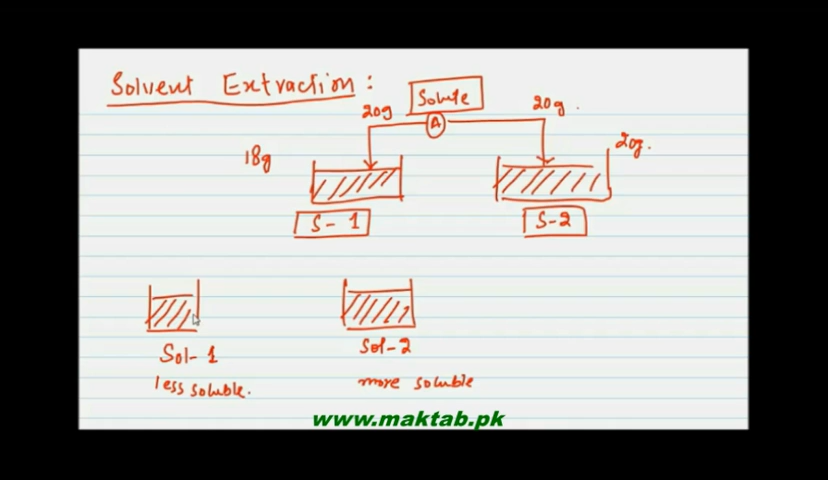 Solvent Extraction:
Solute
20g
20g.
A
18g
20g.
S-1
S-2
Sol-1
Sol-2
less soluble.
more soluble
www.maktab.pk